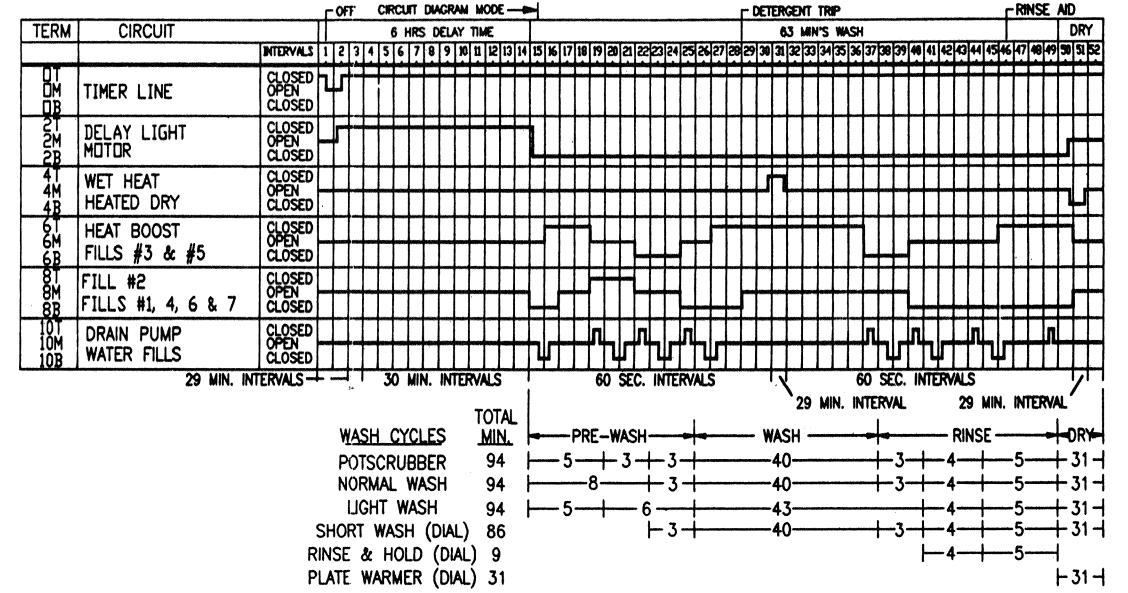 OFF CIRCUIT DIAGRAM MODE DETERGENT TRIP RINSE AID
TERM CIRCUIT 6 HRS DELAY TIME 63 MIN'S WASH DRY
INTERVALS 1 2 3 4 5 6 7 8 9 10 11 12 13 14 15 16 17 18 19 20 21 22 23 24 25 26 27 28 29 30 31 32 33 34 35 36 37 38 39 40 41 42 43 44 45 46 47 48 49 50 51 52
0T CLOSED
0M TIMER LINE OPEN
0B CLOSED
2T DELAY LIGHT CLOSED
2M MOTOR OPEN
2B CLOSED
4T WET HEAT CLOSED
4M HEATED DRY OPEN
4B CLOSED
6T HEAT BOOST CLOSED
6M FILLS #3 & #5 OPEN
6B CLOSED
8T FILL #2 CLOSED
8M FILLS #1, 4, 6 & 7 OPEN
8B CLOSED
10T DRAIN PUMP CLOSED
10M WATER FILLS OPEN
10B CLOSED
29 MIN. INTERVALS 30 MIN. INTERVALS 60 SEC. INTERVALS 60 SEC. INTERVALS
29 MIN. INTERVAL 29 MIN. INTERVAL
TOTAL
WASH CYCLES MIN. PRE-WASH WASH RINSE DRY
POTSCRUBBER 94 5 3 3 40 3 4 5 31
NORMAL WASH 94 8 3 40 3 4 5 31
LIGHT WASH 94 5 6 43 4 5 31
SHORT WASH (DIAL) 86 3 40 3 4 5 31
RINSE & HOLD (DIAL) 9 4 5
PLATE WARMER (DIAL) 31 31